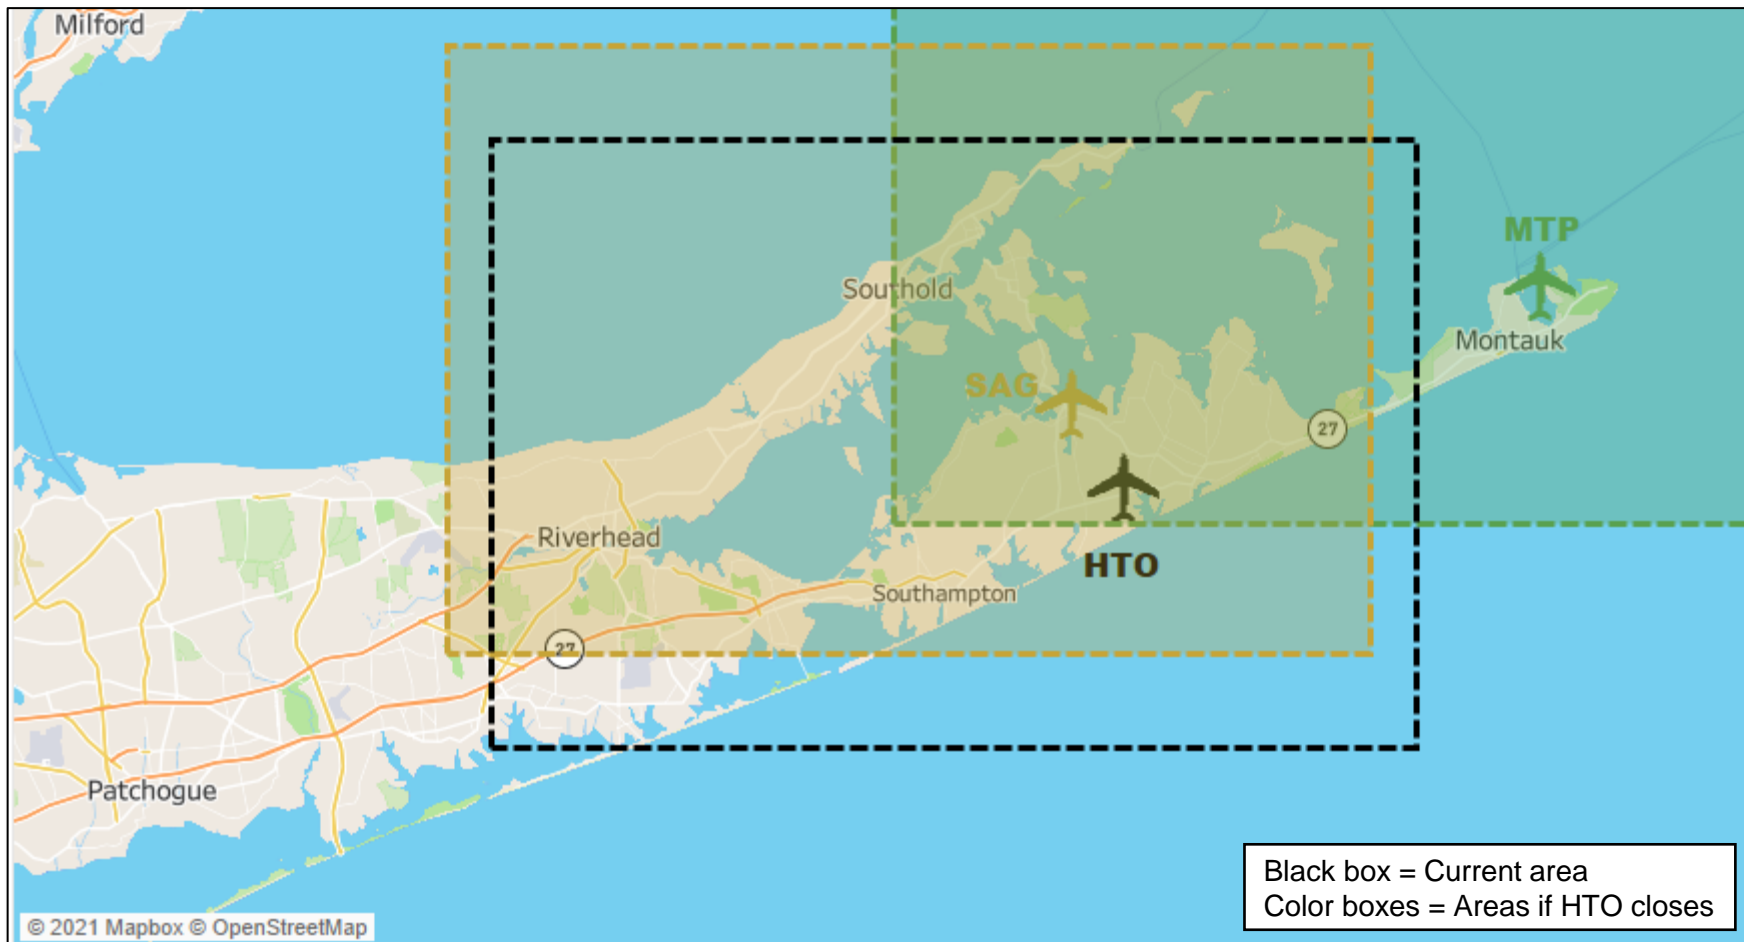 Milford
MTP
Southold
Montauk
SAG
27
Riverhead
HTO
Southampton
27
Patchogue
Black box = Current area
Color boxes = Areas if HTO closes
© 2021 Mapbox © OpenStreetMap